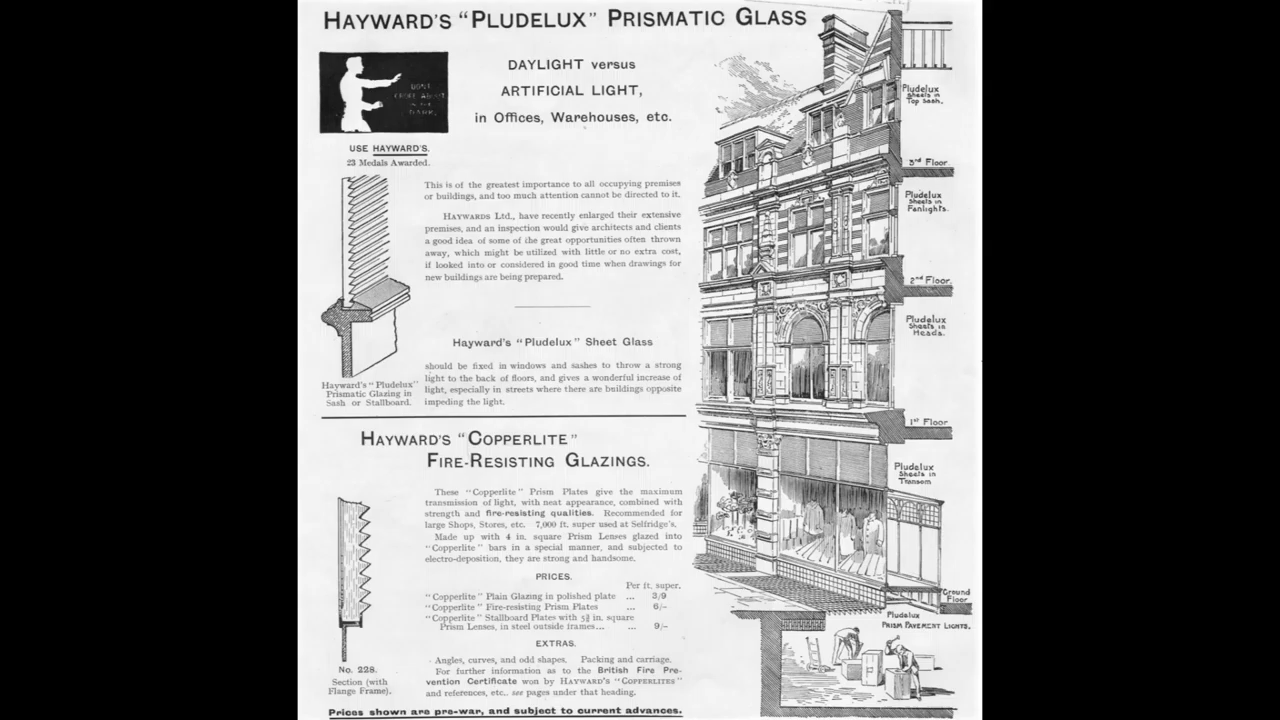 HAYWARD'S "PLUDELUX" PRISMATIC GLASS
DAYLIGHT versus
ARTIFICIAL LIGHT,
in Offices, Warehouses, etc.
DONT
GROPE ABOUT
IN THE
DARK,
USE HAYWARD'S.
23 Medals Awarded.
This is of the greatest importance to all occupying premises
or buildings, and too much attention cannot be directed to it.
HAYWARDS Ltd., have recently enlarged their extensive
premises, and an inspection would give architects and clients
a good idea of some of the great opportunities often thrown
away, which might be utilized with little or no extra cost,
if looked into or considered in good time when drawings for
new buildings are being prepared.
Hayward's "Pludelux"
Prismatic Glazing in
Sash or Stallboard.
Hayward's "Pludelux" Sheet Glass
should be fixed in windows and sashes to throw a strong
light to the back of floors, and gives a wonderful increase of
light, especially in streets where there are buildings opposite
impeding the light.
HAYWARD'S "COPPERLITE"
FIRE-RESISTING GLAZINGS.
These "Copperlite" Prism Plates give the maximum
transmission of light, with neat appearance, combined with
strength and fire-resisting qualities. Recommended for
large Shops, Stores, etc. 7,000 ft. super used at Selfridge's.
Made up with 4 in. square Prism Lenses glazed into
"Copperlite" bars in a special manner, and subjected to
electro-deposition, they are strong and handsome.
PRICES.
Per ft. super.
"Copperlite" Plain Glazing in polished plate ... 3/9
"Copperlite" Fire-resisting Prism Plates ... 6/-
"Copperlite" Stallboard Plates with 5¾ in. square
Prism Lenses, in steel outside frames... ... 9/-
EXTRAS.
Angles, curves, and odd shapes. Packing and carriage.
For further information as to the British Fire Pre-
vention Certificate won by HAYWARD'S "COPPERLITES"
and references, etc., see pages under that heading.
No. 228.
Section (with
Flange Frame).
Prices shown are pre-war, and subject to current advances.
Pludelux
Sheets in
Top Sash.
3rd Floor
Pludelux
Sheets in
Fanlights.
2nd Floor.
Pludelux
Sheets in
Heads.
1st Floor
Pludelux
Sheets in
Transom
Ground
Floor
Pludelux
PRISM PAVEMENT LIGHTS.